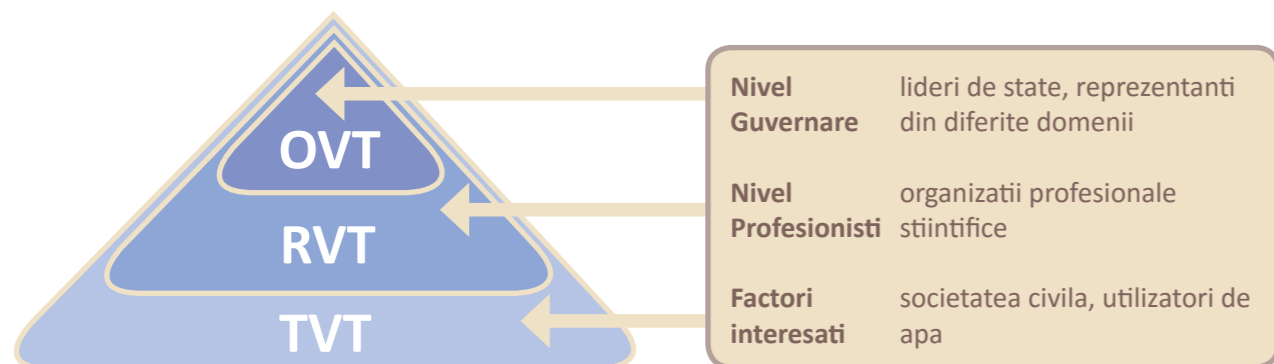 OVT
RVT
TVT
Nivel lideri de state, reprezentanti
Guvernare din diferite domenii
Nivel organizatii profesionale
Profesionisti stiintifice
Factori societatea civila, utilizatori de
interesati apa